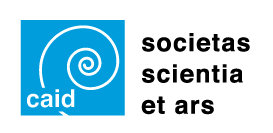 caid
societas
scientia
et ars